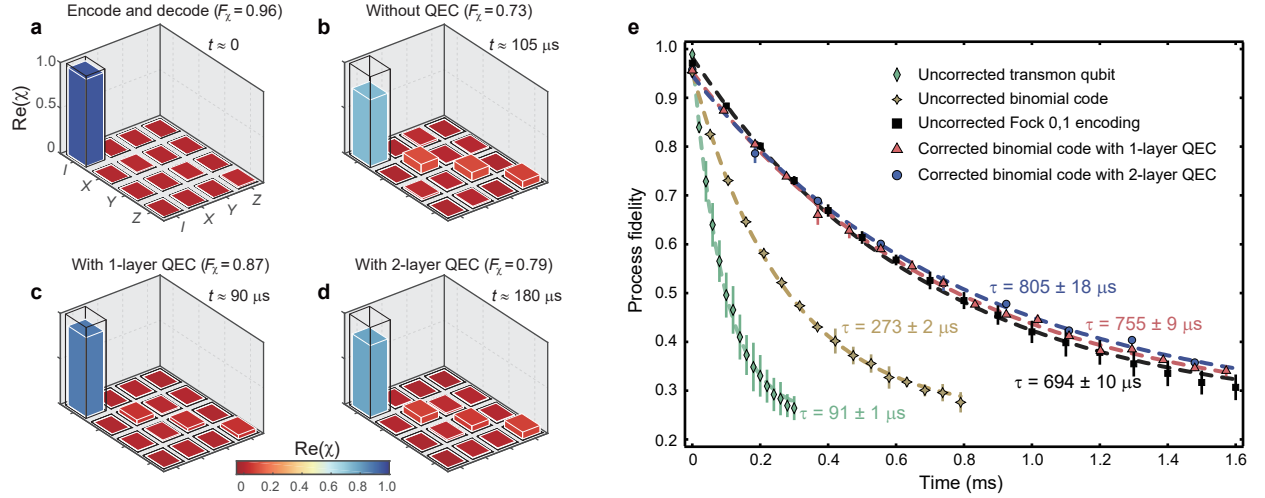 a
Encode and decode (Fχ = 0.96)
t ≈ 0
Re(χ)
1.0
0.5
0
I
X
Y
Z
I
X
Y
Z
b
Without QEC (Fχ = 0.73)
t ≈ 105 μs
c
With 1-layer QEC (Fχ = 0.87)
t ≈ 90 μs
d
With 2-layer QEC (Fχ = 0.79)
t ≈ 180 μs
Re(χ)
0 0.2 0.4 0.6 0.8 1.0
e
Process fidelity
1.0
0.9
0.8
0.7
0.6
0.5
0.4
0.3
0.2
Uncorrected transmon qubit
Uncorrected binomial code
Uncorrected Fock 0,1 encoding
Corrected binomial code with 1-layer QEC
Corrected binomial code with 2-layer QEC
τ = 805 ± 18 μs
τ = 273 ± 2 μs
τ = 755 ± 9 μs
τ = 694 ± 10 μs
τ = 91 ± 1 μs
0 0.2 0.4 0.6 0.8 1.0 1.2 1.4 1.6
Time (ms)